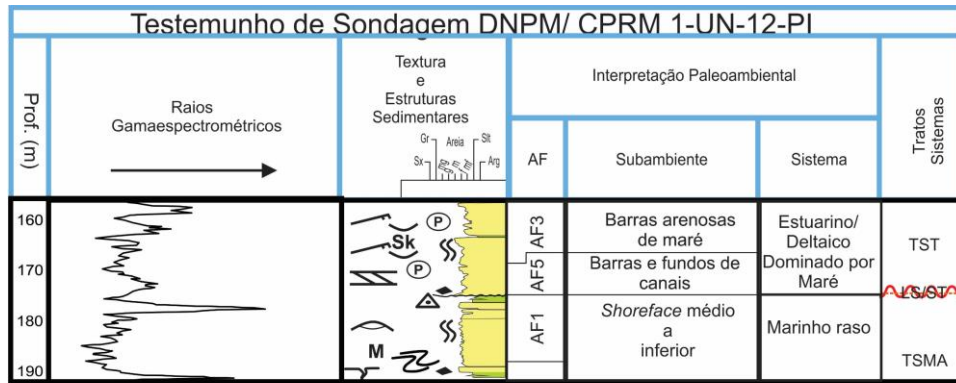 Testemunho de Sondagem DNPM/ CPRM 1-UN-12-PI
Prof. (m)
Raios
Gamaespectrométricos
Textura
e
Estruturas
Sedimentares
Gr
Areia
Slt
Sx
Arg
Interpretação Paleoambiental
AF
Subambiente
Sistema
Tratos
Sistemas
160
170
180
190
P
Sk
P
M
AF3
AF5
AF1
Barras arenosas
de maré
Barras e fundos de
canais
Shoreface médio
a
inferior
Estuarino/
Deltaico
Dominado por
Maré
Marinho raso
TST
LS/ST
TSMA